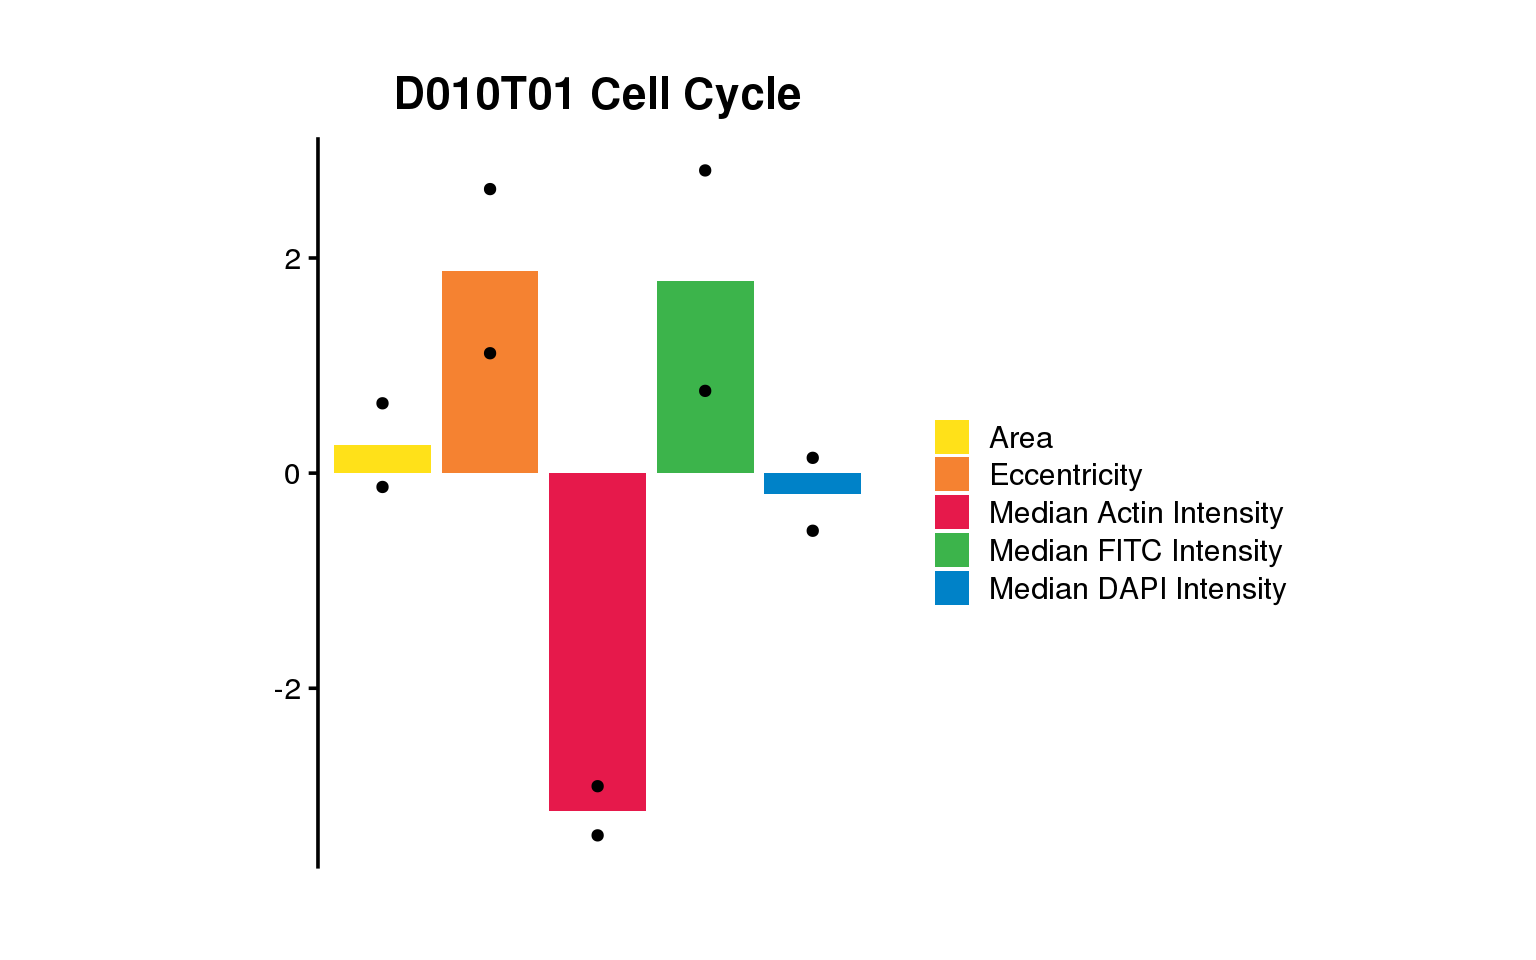 D010T01 Cell Cycle
2
0
-2
Area
Eccentricity
Median Actin Intensity
Median FITC Intensity
Median DAPI Intensity